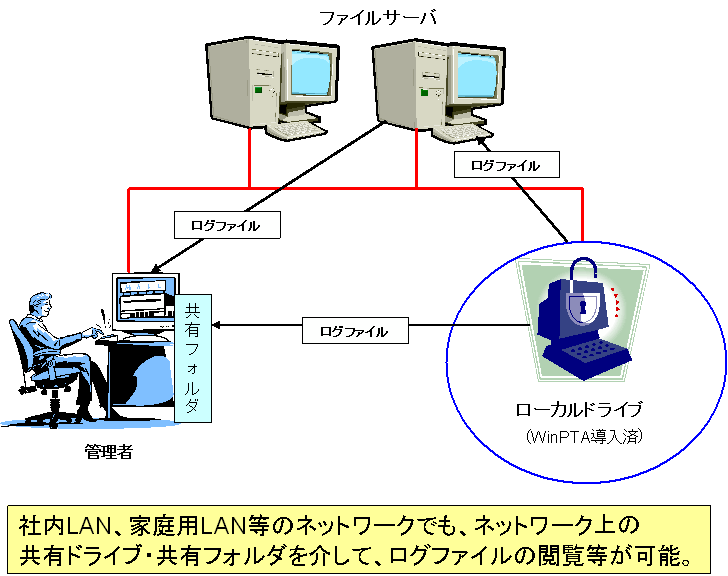 ファイルサーバ
ログファイル
ログファイル
共有フォルダ
ログファイル
ローカルドライブ
(WinPTA導入済)
管理者
社内LAN、家庭用LAN等のネットワークでも、ネットワーク上の
共有ドライブ・共有フォルダを介して、ログファイルの閲覧等が可能。